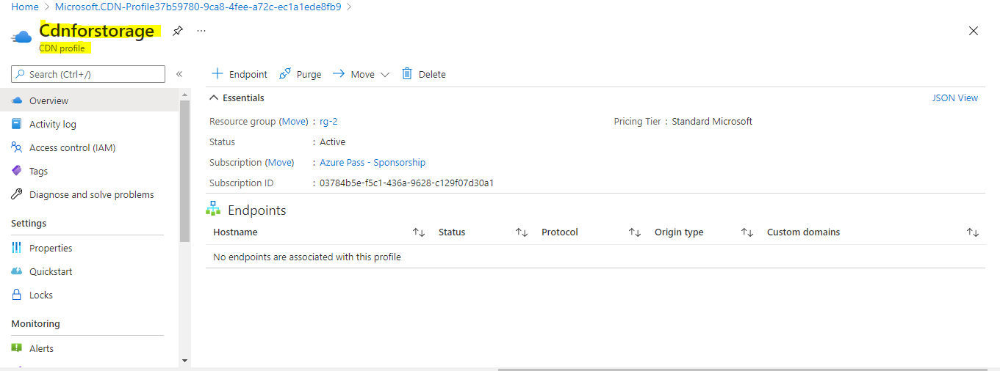 Home > Microsoft.CDN-Profile37b59780-9ca8-4fee-a72c-ec1a1ede8fb9 >
Cdnforstorage ...
CDN profile
Search (Ctrl+/) «
Overview
Activity log
Access control (IAM)
Tags
Diagnose and solve problems
Settings
Properties
Quickstart
Locks
Monitoring
Alerts
+ Endpoint Purge Move Delete
Essentials JSON View
Resource group (Move) : rg-2 Pricing Tier : Standard Microsoft
Status : Active
Subscription (Move) : Azure Pass - Sponsorship
Subscription ID : 03784b5e-f5c1-436a-9628-c129f07d30a1
Endpoints
Hostname Status Protocol Origin type Custom domains
No endpoints are associated with this profile